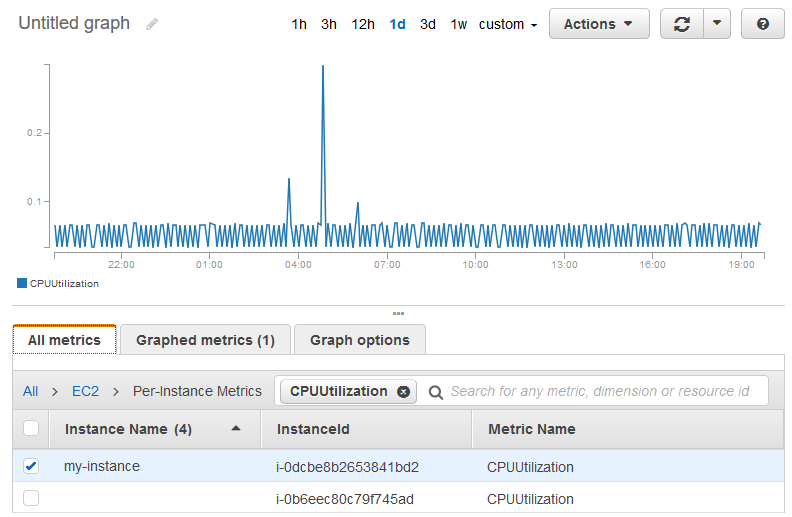 Untitled graph 1h 3h 12h 1d 3d 1w custom Actions
0.2
0.1
22:00 01:00 04:00 07:00 10:00 13:00 16:00 19:00
CPUUtilization
All metrics Graphed metrics (1) Graph options
All > EC2 > Per-Instance Metrics CPUUtilization Search for any metric, dimension or resource id
Instance Name (4) InstanceId Metric Name
my-instance i-0dcbe8b2653841bd2 CPUUtilization
i-0b6eec80c79f745ad CPUUtilization